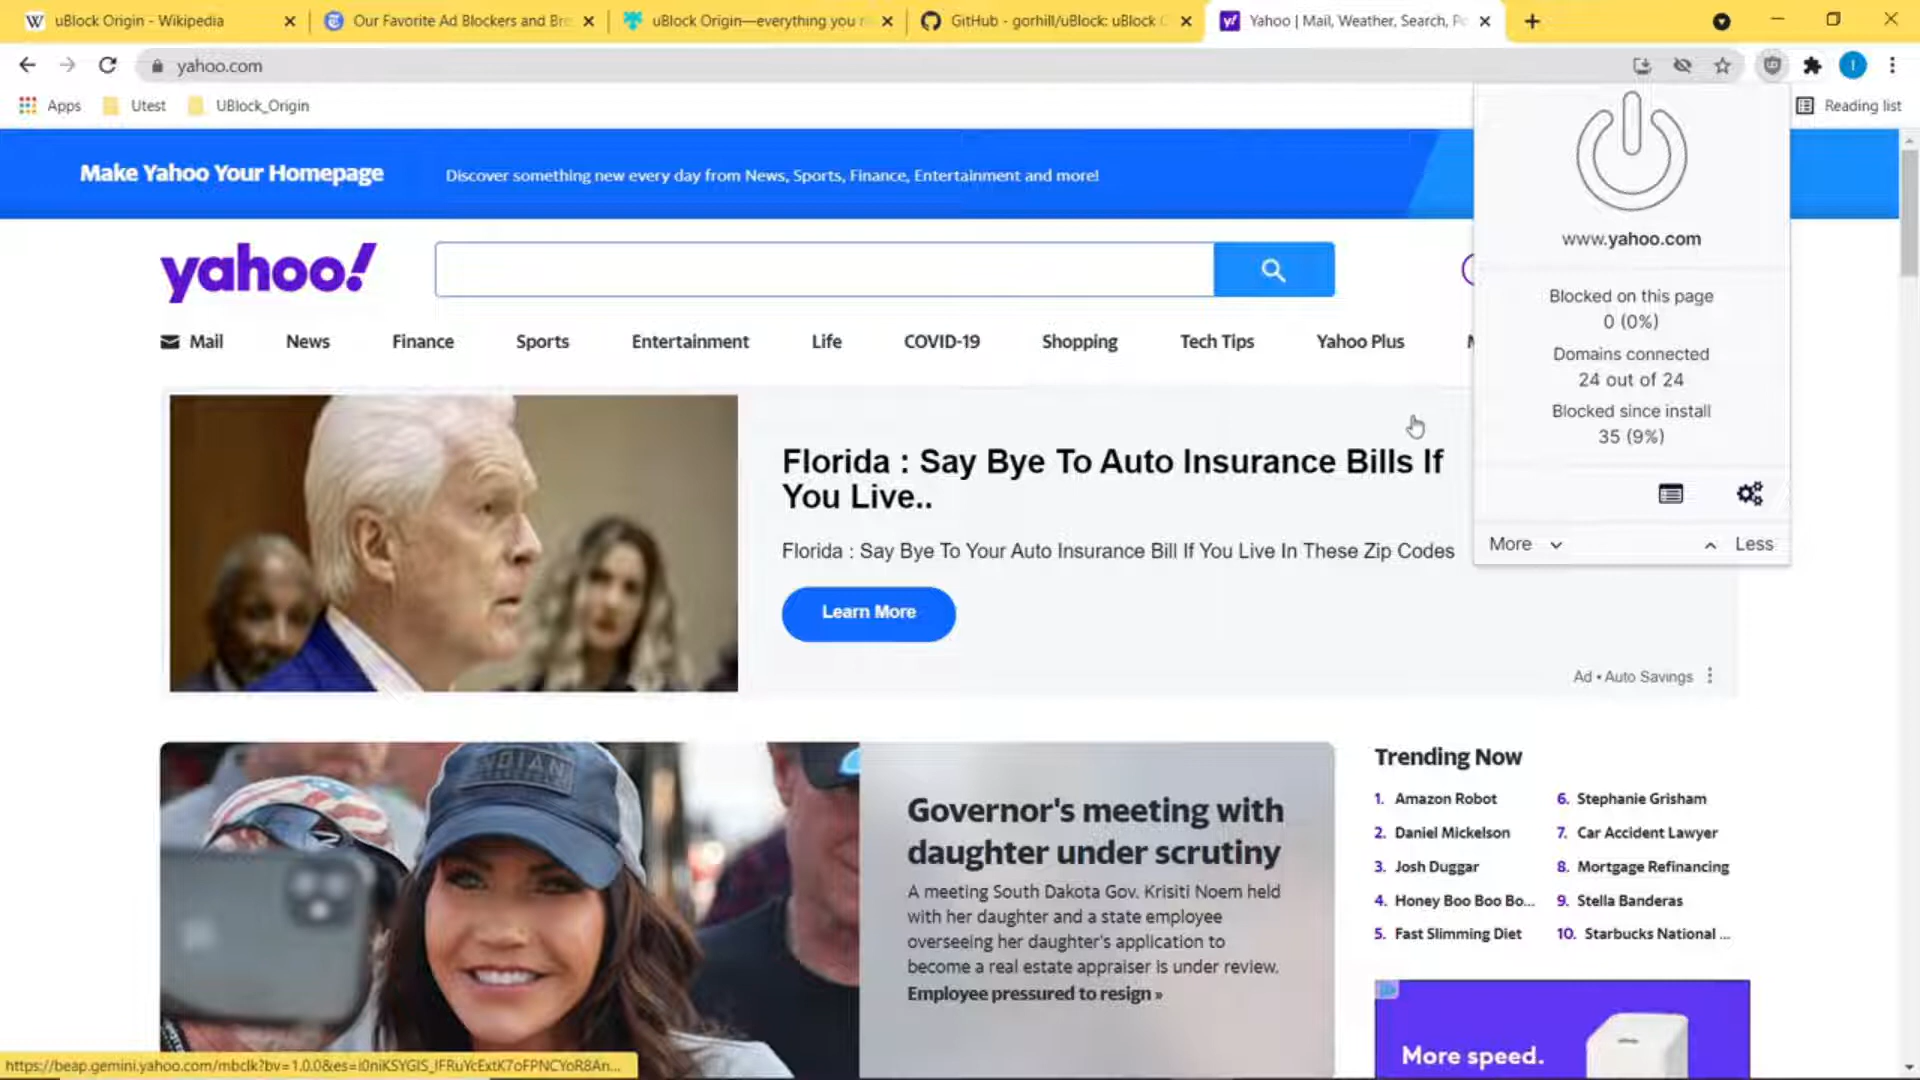 uBlock Origin - Wikipedia
Our Favorite Ad Blockers and Bre
uBlock Origin—everything you n
GitHub - gorhill/uBlock: uBlock O
Yahoo | Mail, Weather, Search, Po
yahoo.com
Apps
Utest
UBlock_Origin
Reading list
Make Yahoo Your Homepage
Discover something new every day from News, Sports, Finance, Entertainment and more!
yahoo!
Mail
News
Finance
Sports
Entertainment
Life
COVID-19
Shopping
Tech Tips
Yahoo Plus
www.yahoo.com
Blocked on this page
0 (0%)
Domains connected
24 out of 24
Blocked since install
35 (9%)
More
Less
Florida : Say Bye To Auto Insurance Bills If
You Live..
Florida : Say Bye To Your Auto Insurance Bill If You Live In These Zip Codes
Learn More
Ad • Auto Savings
Governor's meeting with
daughter under scrutiny
A meeting South Dakota Gov. Krisiti Noem held
with her daughter and a state employee
overseeing her daughter's application to
become a real estate appraiser is under review.
Employee pressured to resign »
Trending Now
1. Amazon Robot
2. Daniel Mickelson
3. Josh Duggar
4. Honey Boo Boo Bo...
5. Fast Slimming Diet
6. Stephanie Grisham
7. Car Accident Lawyer
8. Mortgage Refinancing
9. Stella Banderas
10. Starbucks National ...
More speed.
https://beap.gemini.yahoo.com/mbclk?bv=1.0.0&es=i0niKSYGIS_IFRuYcExtK7oFPNCYoR8An...